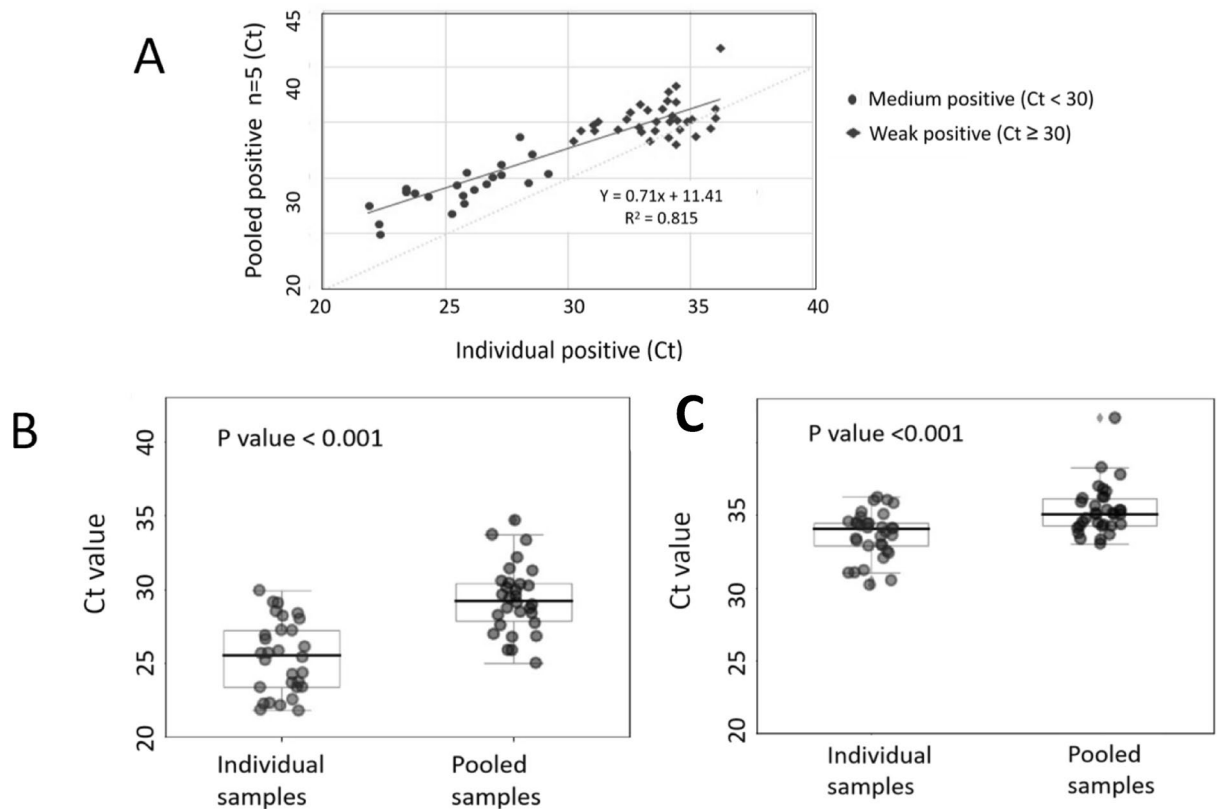 A
Pooled positive n=5 (Ct)
45
40
30
20
20
25
30
35
40
Individual positive (Ct)
Y = 0.71x + 11.41
R² = 0.815
Medium positive (Ct < 30)
Weak positive (Ct ≥ 30)
B
P value < 0.001
Ct value
40
35
30
25
20
Individual
samples
Pooled
samples
C
P value <0.001
Ct value
35
30
25
20
Individual
samples
Pooled
samples